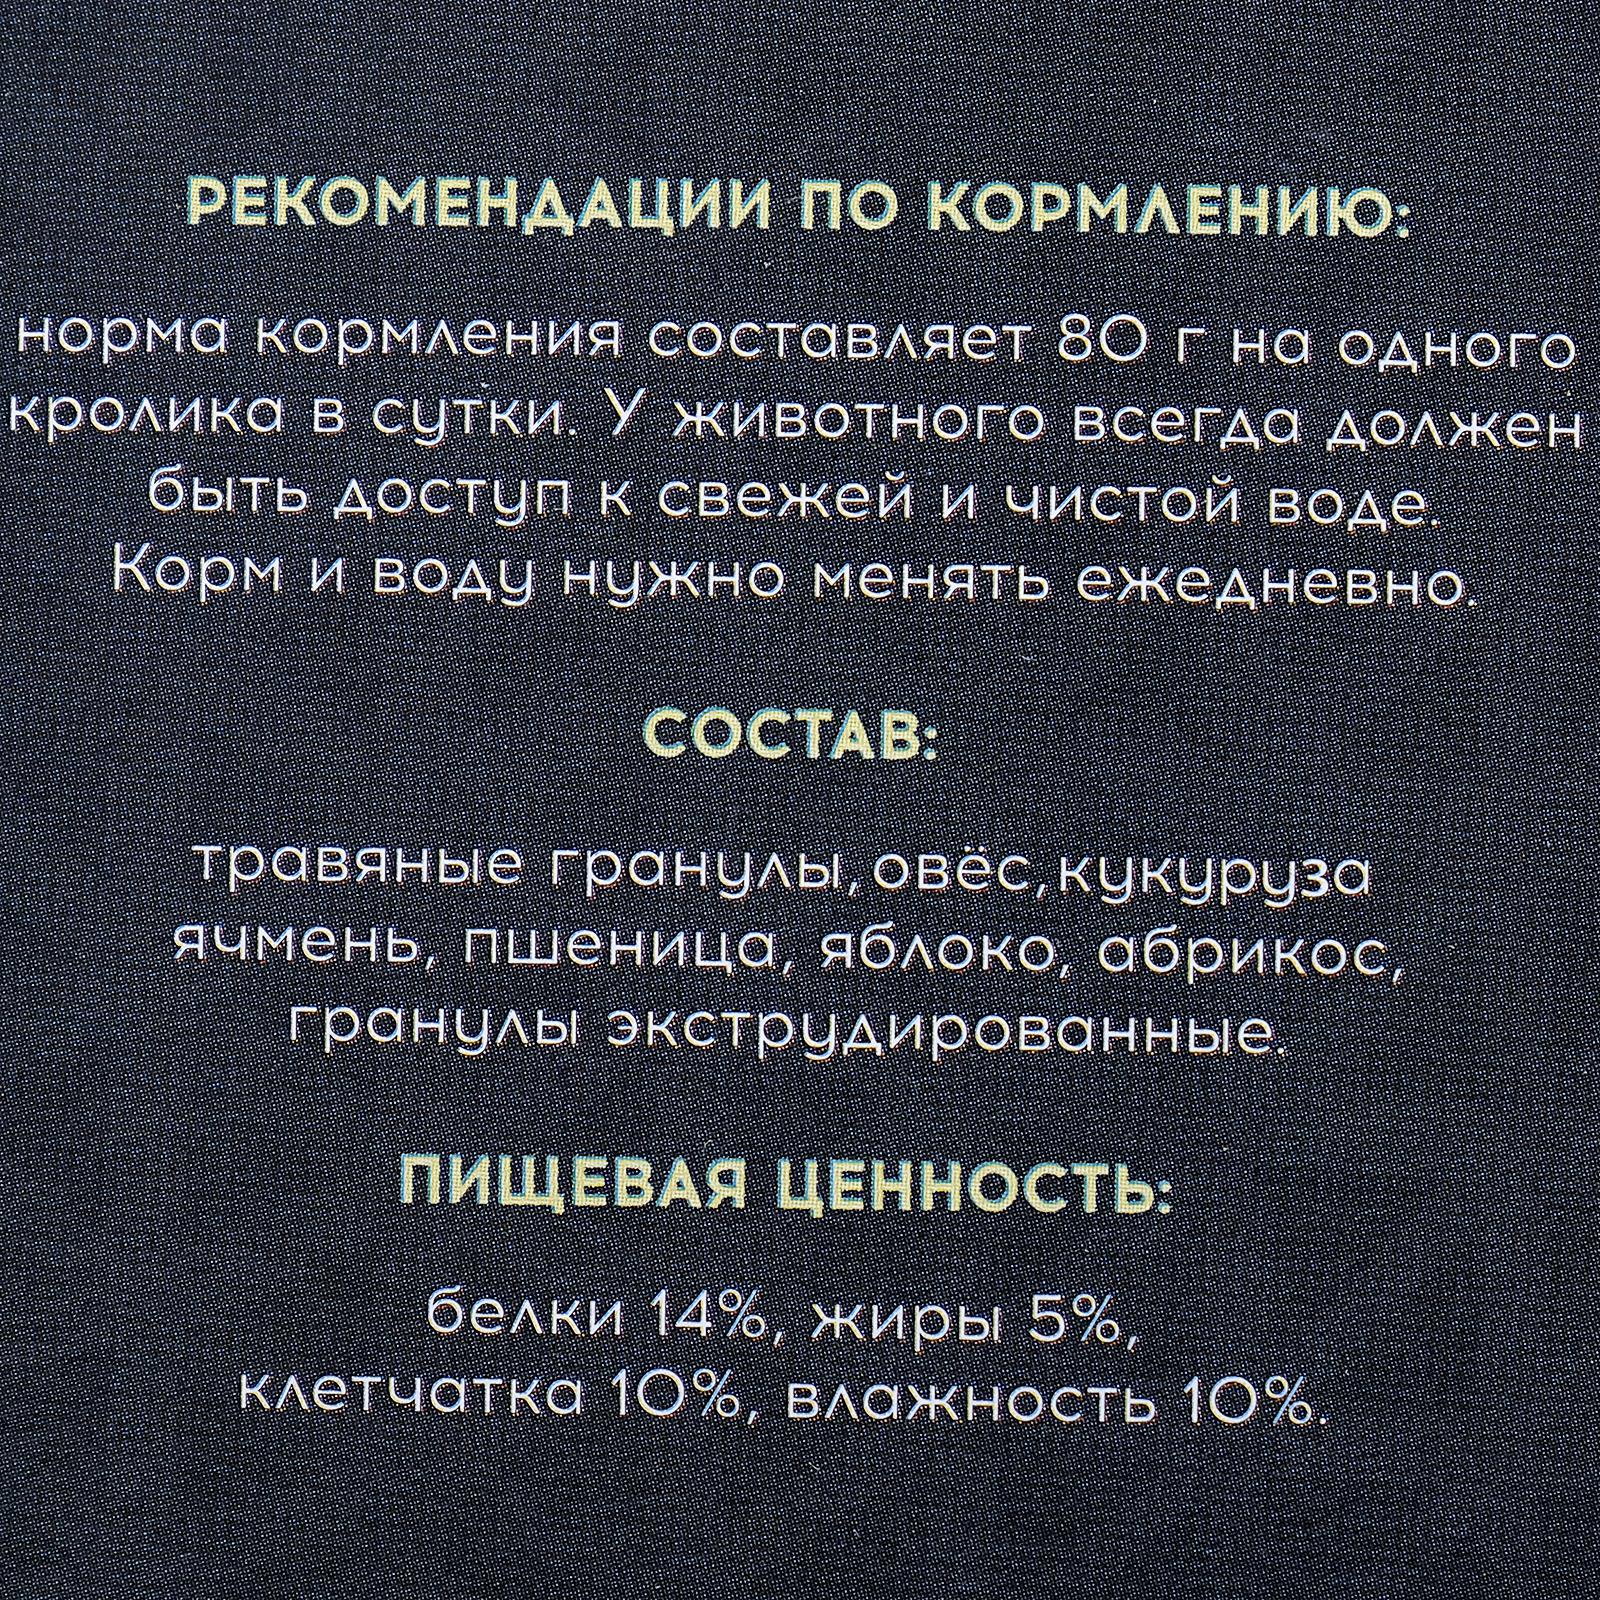 РЕКОМЕНДАЦИИ ПО КОРМЛЕНИЮ:
норма кормления составляет 80 г на одного
кролика в сутки. У животного всегда должен
быть доступ к свежей и чистой воде.
Корм и воду нужно менять ежедневно.
СОСТАВ:
травяные гранулы, овёс, кукуруза
ячмень, пшеница, яблоко, абрикос,
гранулы экструдированные.
ПИЩЕВАЯ ЦЕННОСТЬ:
белки 14%, жиры 5%,
клетчатка 10%, влажность 10%.